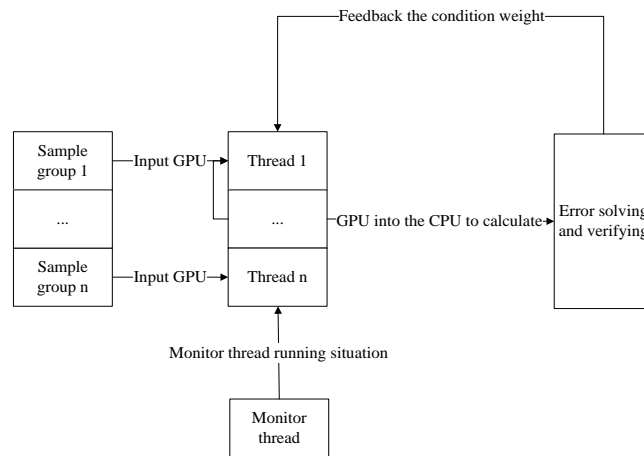 Feedback the condition weight
Sample
group 1
Input GPU
Thread 1
...
...
GPU into the CPU to calculate
Error solving
and verifying
Sample
group n
Input GPU
Thread n
Monitor thread running situation
Monitor
thread